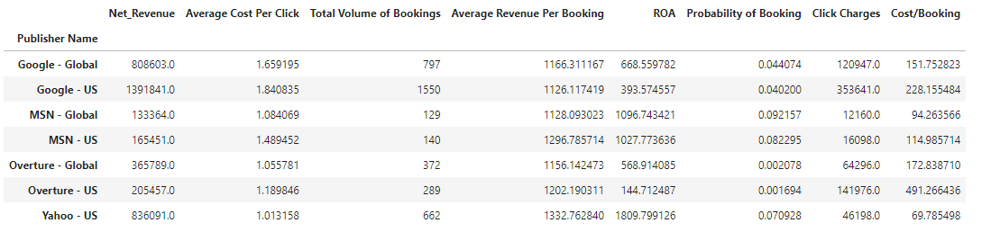 Net_Revenue Average Cost Per Click Total Volume of Bookings Average Revenue Per Booking ROA Probability of Booking Click Charges Cost/Booking
Publisher Name
Google - Global 808603.0 1.659195 797 1166.311167 668.559782 0.044074 120947.0 151.752823
Google - US 1391841.0 1.840835 1550 1126.117419 393.574557 0.040200 353641.0 228.155484
MSN - Global 133364.0 1.084069 129 1128.093023 1096.743421 0.092157 12160.0 94.263566
MSN - US 165451.0 1.489452 140 1296.785714 1027.773636 0.082295 16098.0 114.985714
Overture - Global 365789.0 1.055781 372 1156.142473 568.914085 0.002078 64296.0 172.838710
Overture - US 205457.0 1.189846 289 1202.190311 144.712487 0.001694 141976.0 491.266436
Yahoo - US 836091.0 1.013158 662 1332.762840 1809.799126 0.070928 46198.0 69.785498